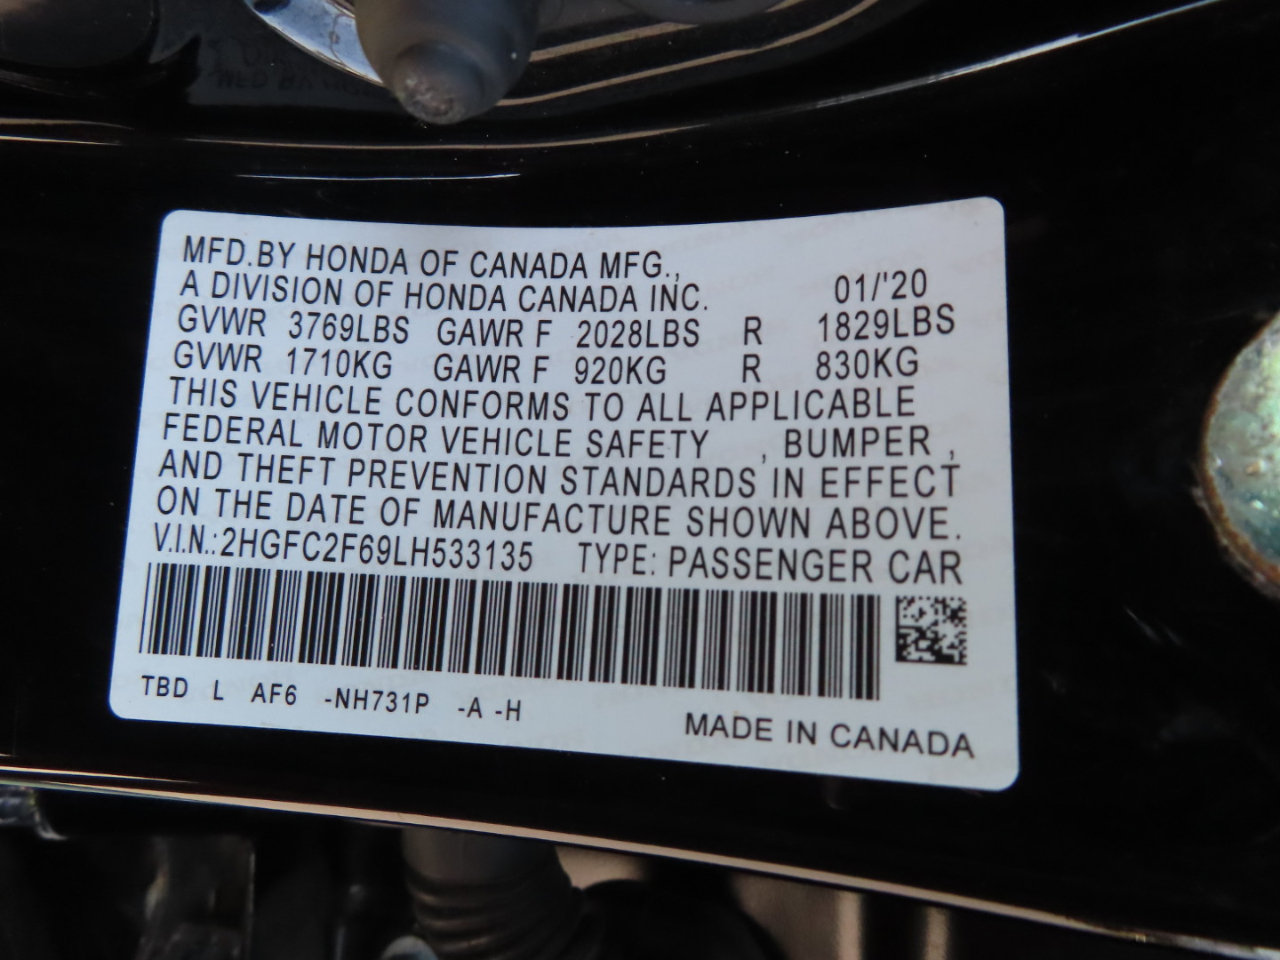 MFD.BY HONDA OF CANADA MFG.,
A DIVISION OF HONDA CANADA INC. 01/'20
GVWR 3769LBS GAWR F 2028LBS R 1829LBS
GVWR 1710KG GAWR F 920KG R 830KG
THIS VEHICLE CONFORMS TO ALL APPLICABLE
FEDERAL MOTOR VEHICLE SAFETY , BUMPER ,
AND THEFT PREVENTION STANDARDS IN EFFECT
ON THE DATE OF MANUFACTURE SHOWN ABOVE.
V.I.N.:2HGFC2F69LH533135 TYPE: PASSENGER CAR
TBD L AF6 -NH731P -A -H
MADE IN CANADA